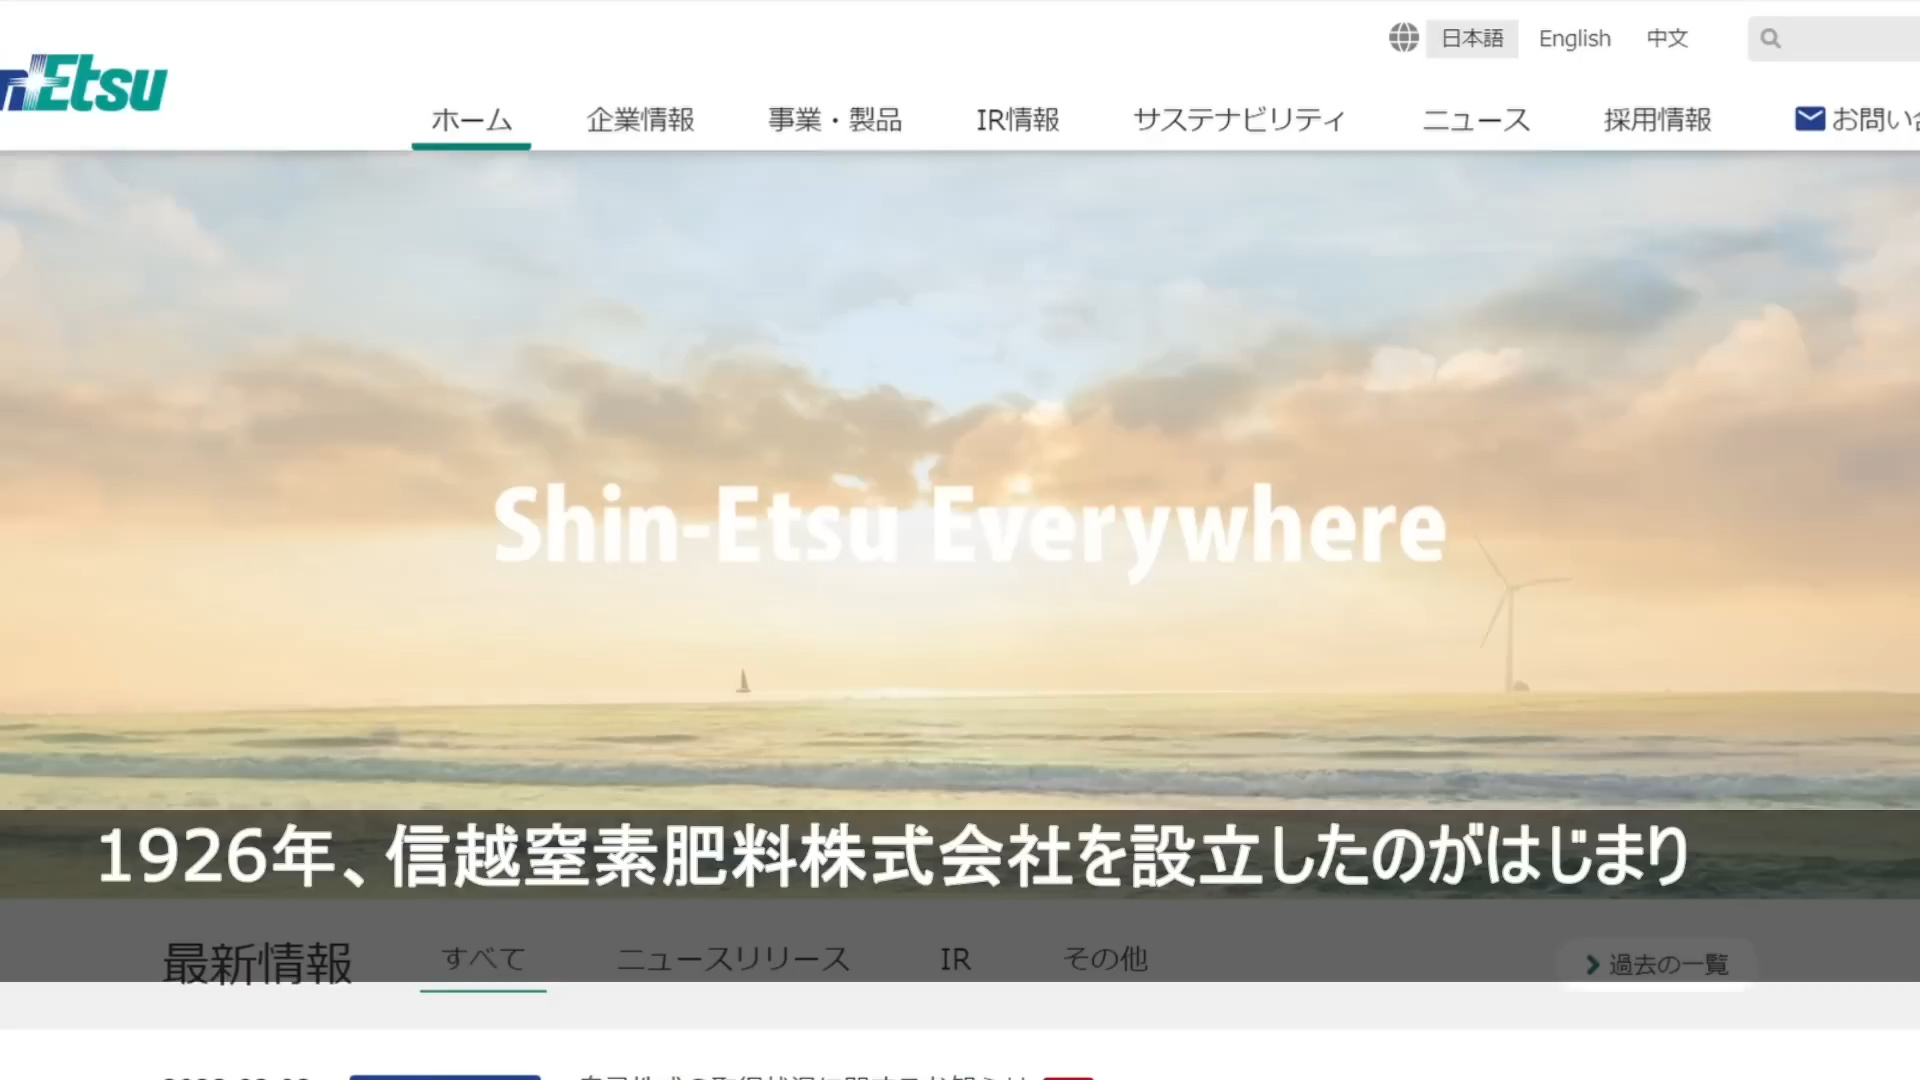 Etsu
日本語 English 中文
ホーム 企業情報 事業・製品 IR情報 サステナビリティ ニュース 採用情報 お問い合
Shin-Etsu Everywhere
1926年、信越窒素肥料株式会社を設立したのがはじまり
最新情報 すべて ニュースリリース IR その他 過去の一覧